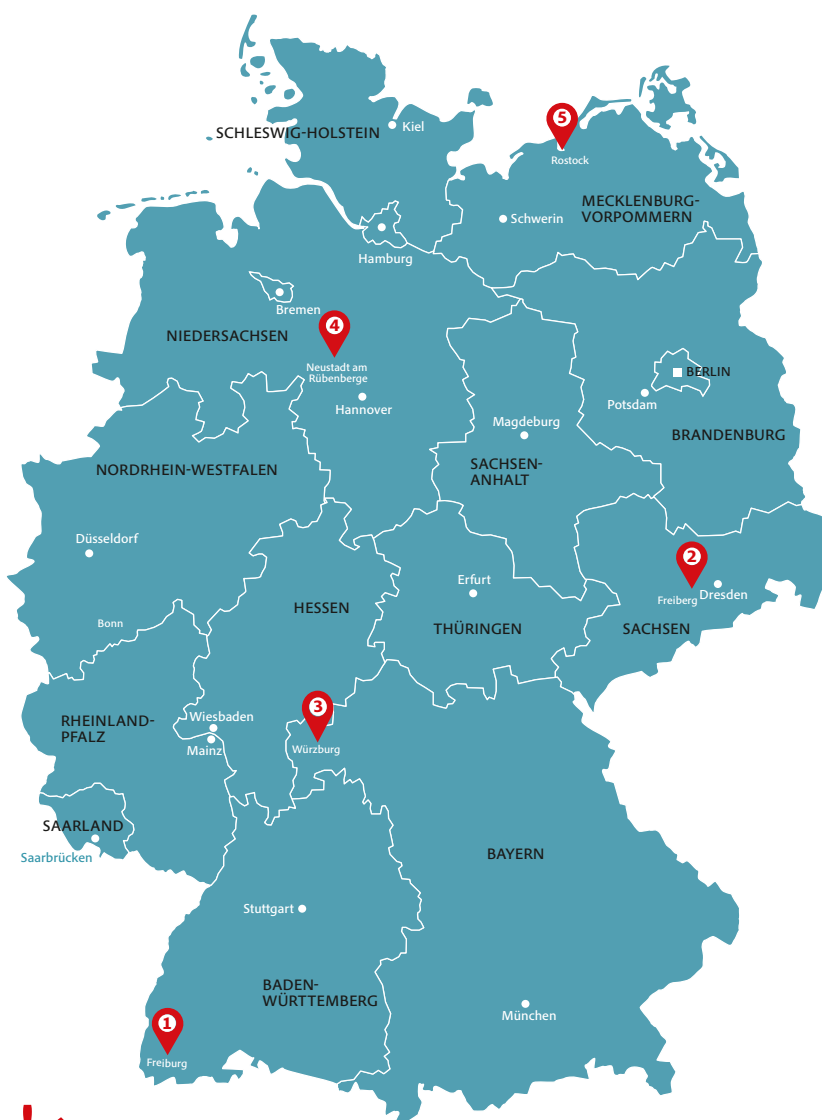 5
SCHLESWIG-HOLSTEIN
Kiel
Rostock
MECKLENBURG-
VORPOMMERN
Schwerin
Hamburg
Bremen
4
NIEDERSACHSEN
Neustadt am
Rübenberge
Hannover
BERLIN
Potsdam
Magdeburg
BRANDENBURG
NORDRHEIN-WESTFALEN
SACHSEN-
ANHALT
Düsseldorf
2
Erfurt
Freiberg
Dresden
HESSEN
Bonn
THÜRINGEN
SACHSEN
3
Wiesbaden
RHEINLAND-
PFALZ
Mainz
Würzburg
SAARLAND
Saarbrücken
BAYERN
Stuttgart
BADEN-
WÜRTTEMBERG
München
1
Freiburg